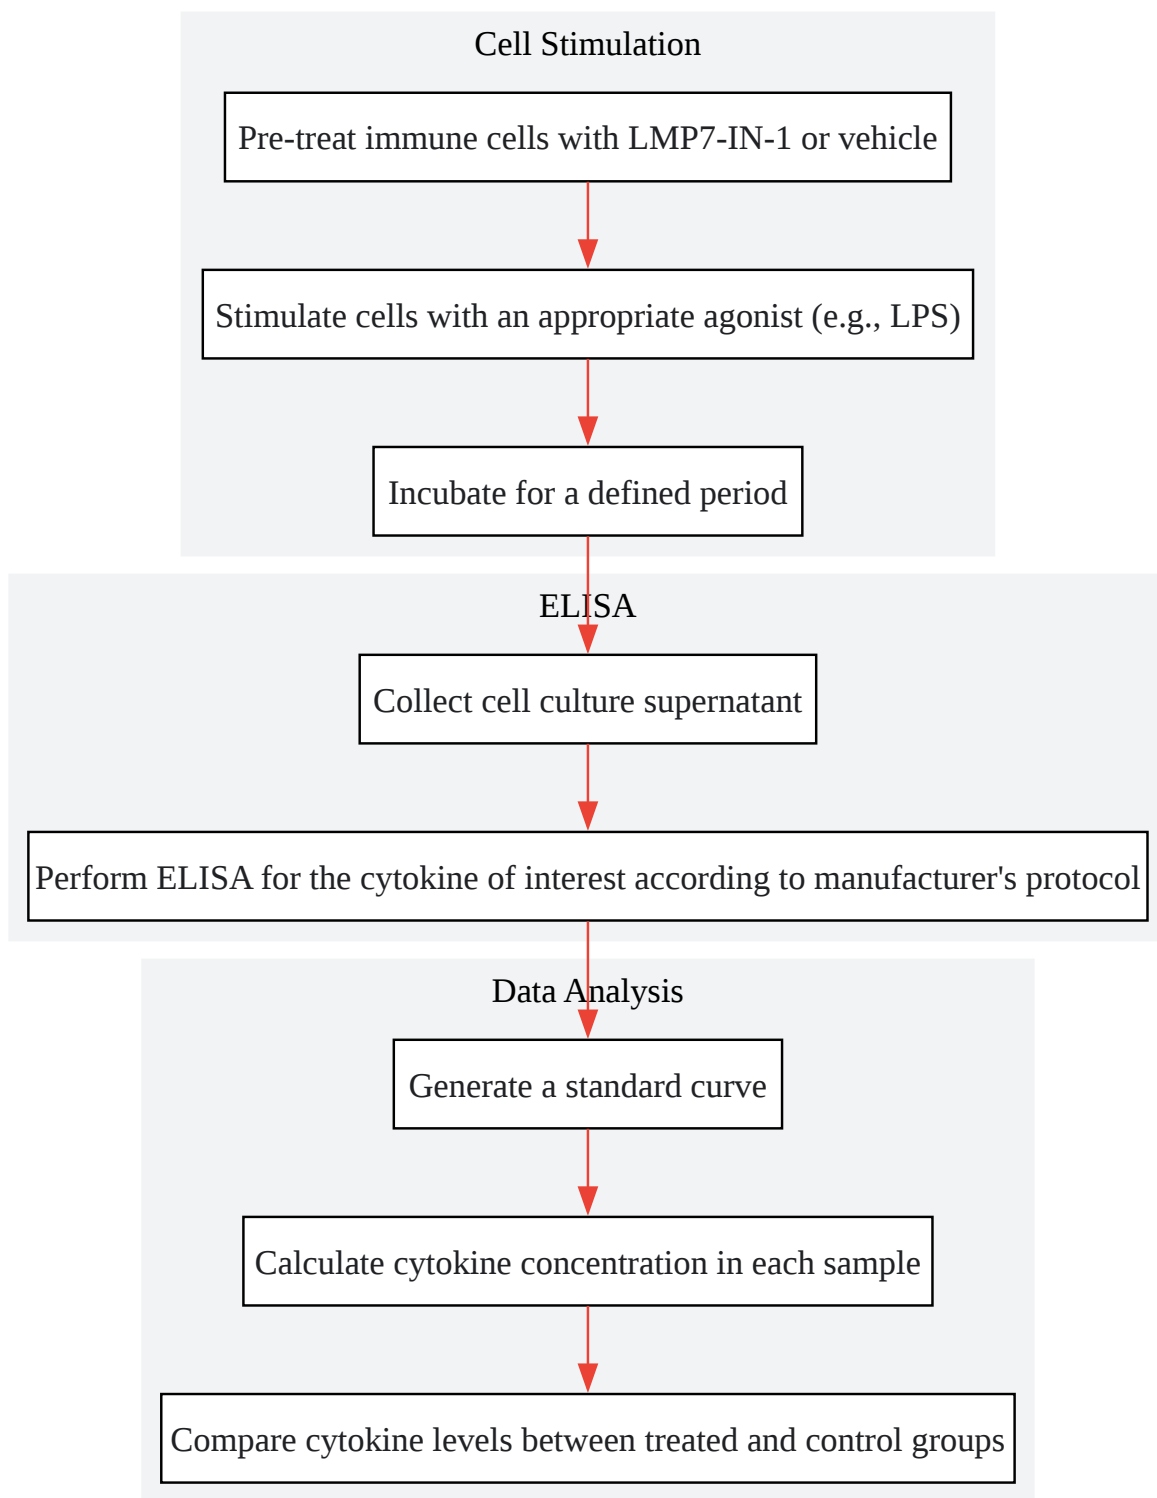 Cell Stimulation
Pre-treat immune cells with LMP7-IN-1 or vehicle
Stimulate cells with an appropriate agonist (e.g., LPS)
Incubate for a defined period
ELISA
Collect cell culture supernatant
Perform ELISA for the cytokine of interest according to manufacturer's protocol
Data Analysis
Generate a standard curve
Calculate cytokine concentration in each sample
Compare cytokine levels between treated and control groups